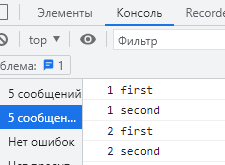 Элементы Консоль Recorde
top Фильтр
блема: 1
5 сообщений
5 сообщен...
Нет ошибок
1 first
1 second
2 first
2 second